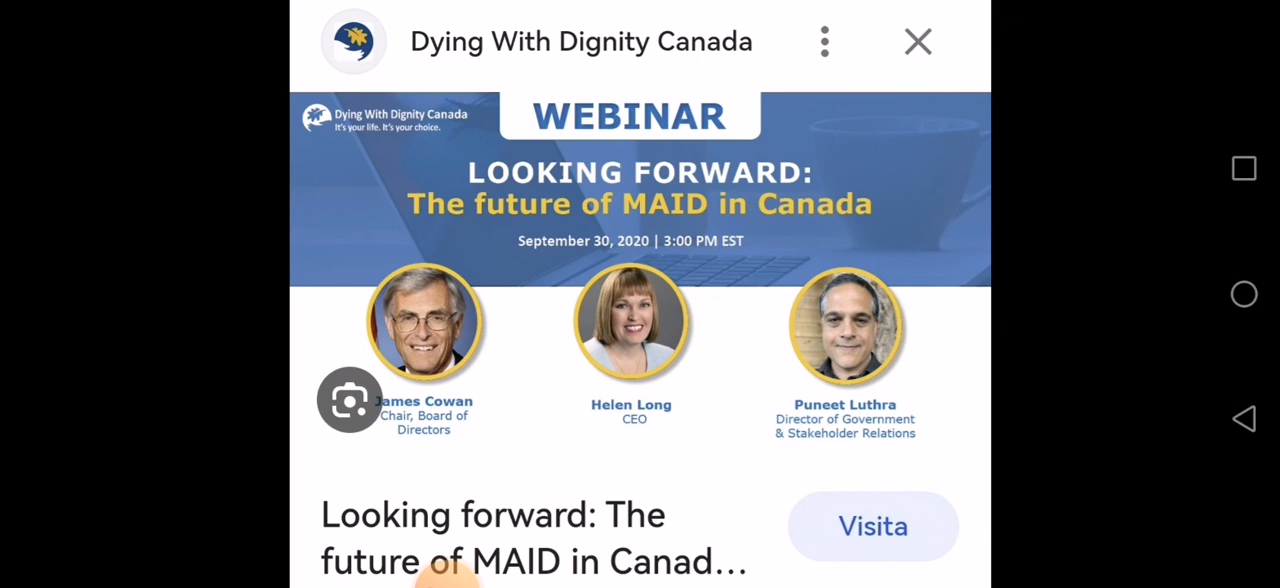 Dying With Dignity Canada
Dying With Dignity Canada
It's your life. It's your choice.
WEBINAR
LOOKING FORWARD:
The future of MAID in Canada
September 30, 2020 | 3:00 PM EST
James Cowan
Chair, Board of
Directors
Helen Long
CEO
Puneet Luthra
Director of Government
& Stakeholder Relations
Looking forward: The
future of MAID in Canad...
Visita